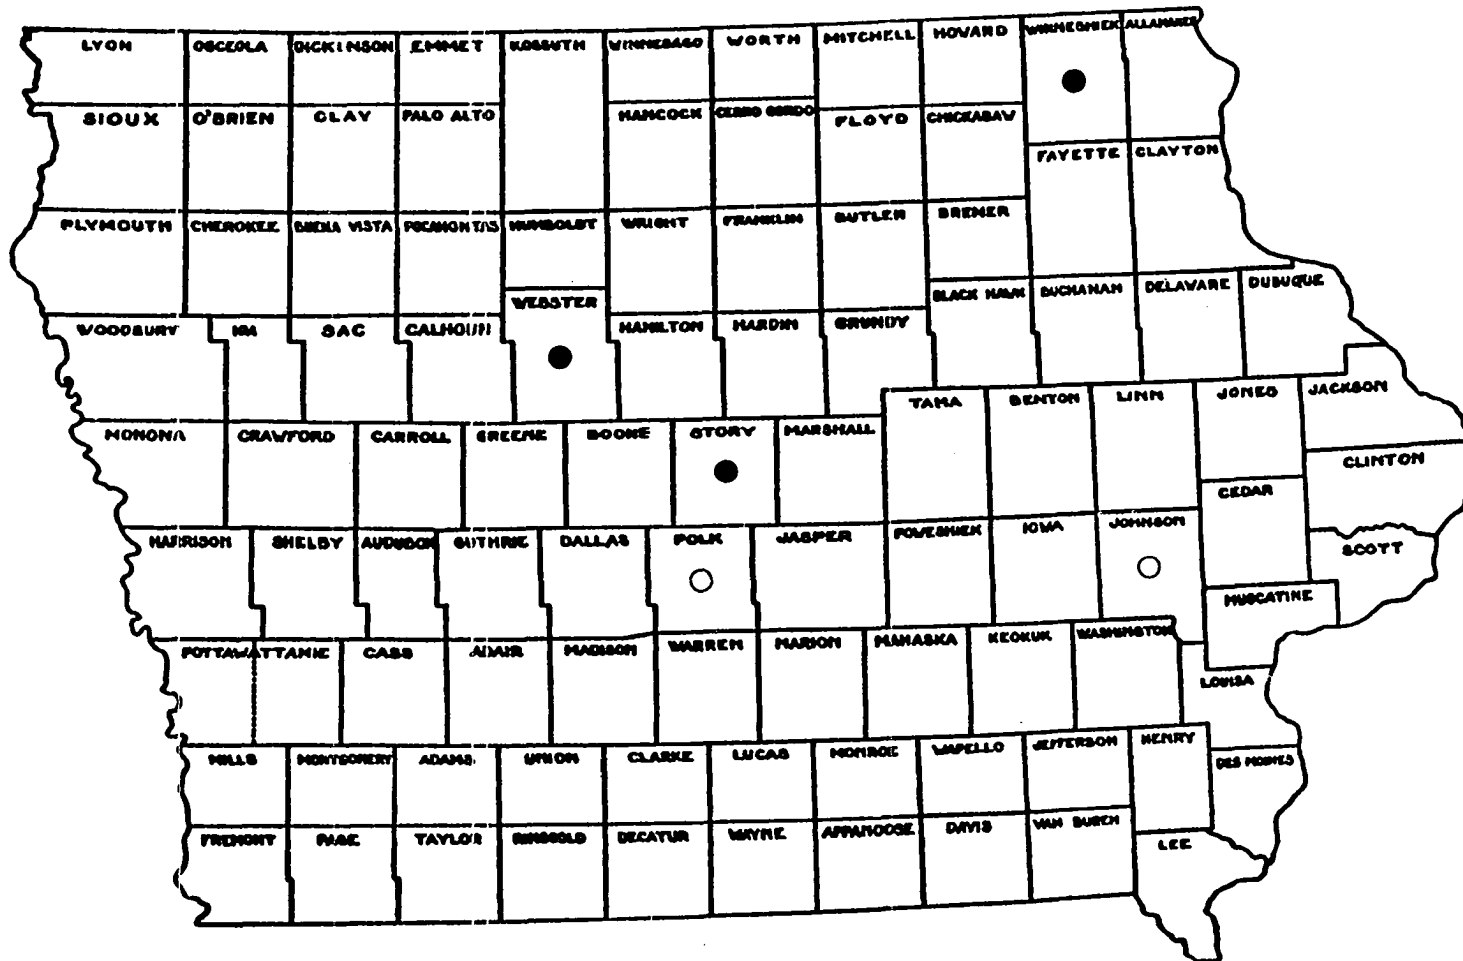 LYON OSCEOLA DICKINSON EMMET KOSSUTH WINNEBAGO WORTH MITCHELL HOWARD WINNESHIEK ALLAMAKEE
SIOUX O'BRIEN CLAY PALO ALTO HANCOCK CERRO GORDO FLOYD CHICKASAW
FAYETTE CLAYTON
PLYMOUTH CHEROKEE BUENA VISTA POCAHONTAS HUMBOLDT WRIGHT FRANKLIN BUTLER BREMER
WEBSTER BLACK HAWK BUCHANAN DELAWARE DUBUQUE
WOODBURY IDA SAC CALHOUN HAMILTON HARDIN GRUNDY
TAMA BENTON LINN JONES JACKSON
MONONA CRAWFORD CARROLL GREENE BOONE STORY MARSHALL
CLINTON
CEDAR
HARRISON SHELBY AUDUBON GUTHRIE DALLAS POLK JASPER POWESHIEK IOWA JOHNSON
SCOTT
MUSCATINE
POTTAWATTAMIE CASS ADAIR MADISON WARREN MARION MAHASKA KEOKUK WASHINGTON
LOUISA
MILLS MONTGOMERY ADAMS UNION CLARKE LUCAS MONROE WAPELLO JEFFERSON HENRY
DES MOINES
FREMONT PAGE TAYLOR RINGGOLD DECATUR WAYNE APPANOOSE DAVIS VAN BUREN
LEE